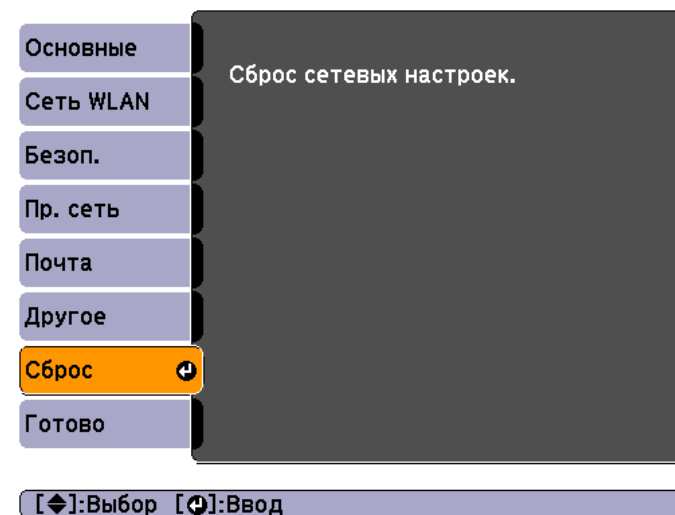 Основные
Сеть WLAN
Безоп.
Пр. сеть
Почта
Другое
Сброс
Готово
Сброс сетевых настроек.
[◆]:Выбор [⏎]:Ввод